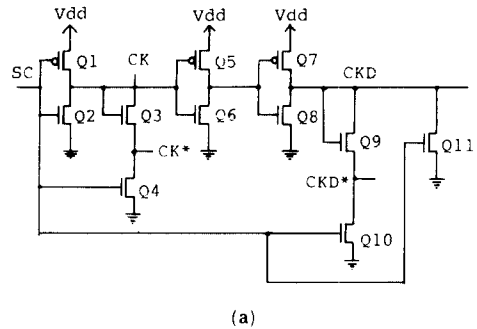 Vdd Vdd Vdd
SC Q1 CK Q5 Q7 CKD
Q2 Q3 Q6 Q8 Q9 Q11
CK*
Q4 CKD*
Q10
(a)